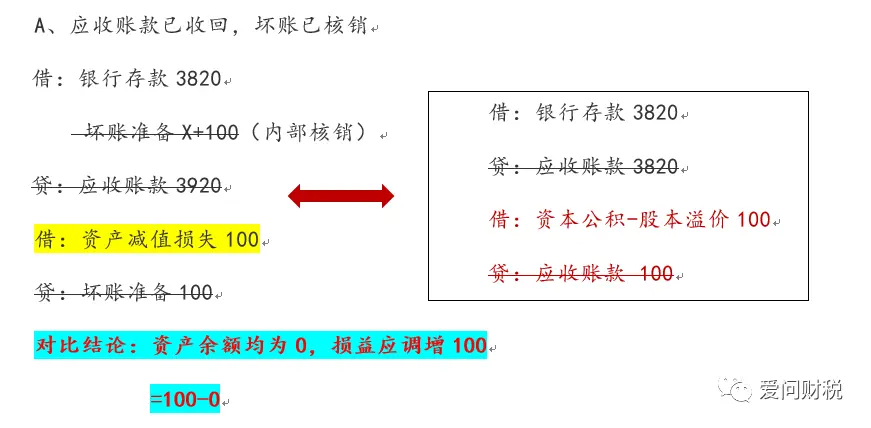 A、应收账款已收回，坏账已核销
借：银行存款 3820
坏账准备 X+100（内部核销）
贷：应收账款 3920
借：资产减值损失 100
贷：坏账准备 100
对比结论：资产余额均为 0，损益应调增 100
=100-0
借：银行存款 3820
贷：应收账款 3820
借：资本公积-股本溢价 100
贷：应收账款 100
爱问财税